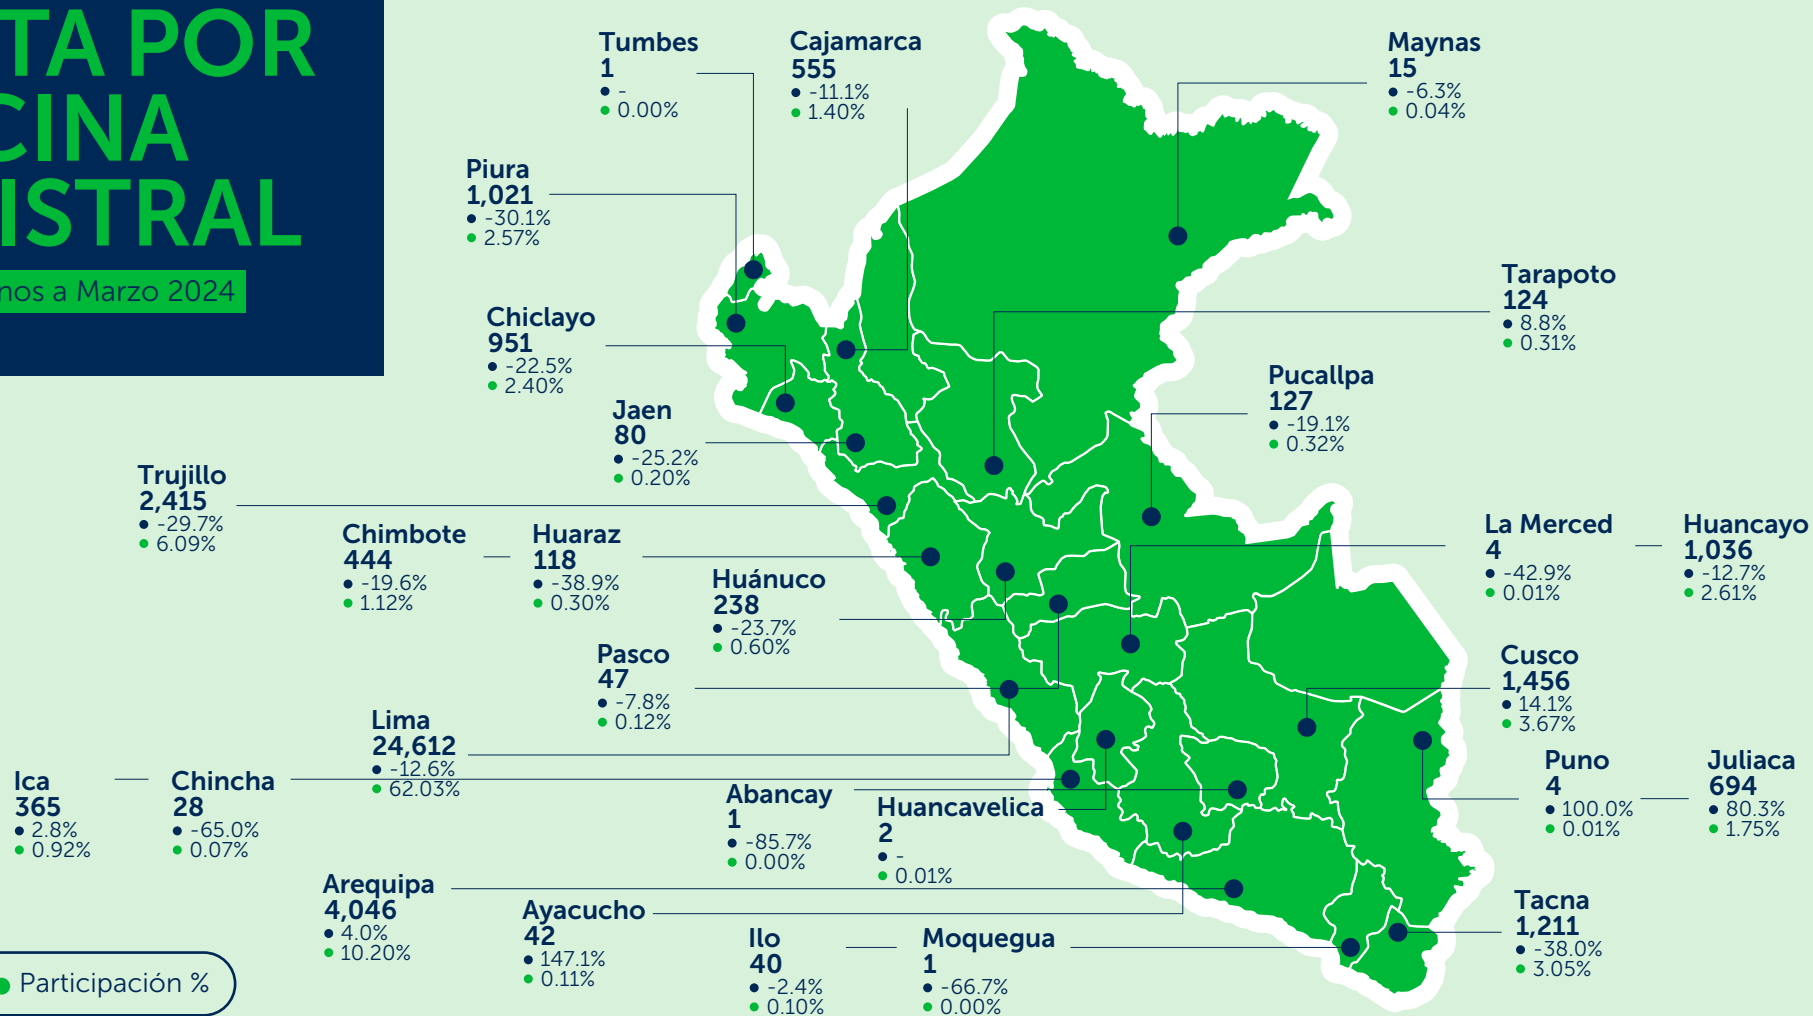 TA POR
CINA
ISTRAL
nos a Marzo 2024
Tumbes
1
-
0.00%
Cajamarca
555
-11.1%
1.40%
Maynas
15
-6.3%
0.04%
Piura
1,021
-30.1%
2.57%
Tarapoto
124
8.8%
0.31%
Chiclayo
951
-22.5%
2.40%
Pucallpa
127
-19.1%
0.32%
Jaen
80
-25.2%
0.20%
Trujillo
2,415
-29.7%
6.09%
Chimbote
444
-19.6%
1.12%
Huaraz
118
-38.9%
0.30%
La Merced
4
-42.9%
0.01%
Huancayo
1,036
-12.7%
2.61%
Huánuco
238
-23.7%
0.60%
Pasco
47
-7.8%
0.12%
Cusco
1,456
14.1%
3.67%
Lima
24,612
-12.6%
62.03%
Puno
4
100.0%
0.01%
Juliaca
694
80.3%
1.75%
Ica
365
2.8%
0.92%
Chincha
28
-65.0%
0.07%
Abancay
1
-85.7%
0.00%
Huancavelica
2
-
0.01%
Arequipa
4,046
4.0%
10.20%
Ayacucho
42
147.1%
0.11%
Ilo
40
-2.4%
0.10%
Moquegua
1
-66.7%
0.00%
Tacna
1,211
-38.0%
3.05%
Participación %